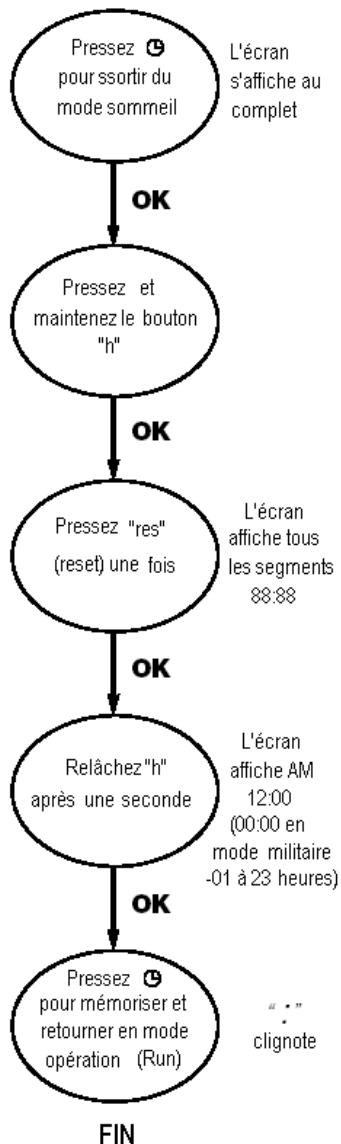 Pressez
pour ssortir du
mode sommeil
L'écran
s'affiche au
complet
OK
Pressez et
maintenez le bouton
"h"
OK
Pressez "res"
(reset) une fois
L'écran
affiche tous
les segments
88:88
OK
Relâchez "h"
après une seconde
L'écran
affiche AM
12:00
(00:00 en
mode militaire
-01 à 23 heures)
OK
Pressez
pour mémoriser et
retourner en mode
opération (Run)
" : "
clignote
FIN